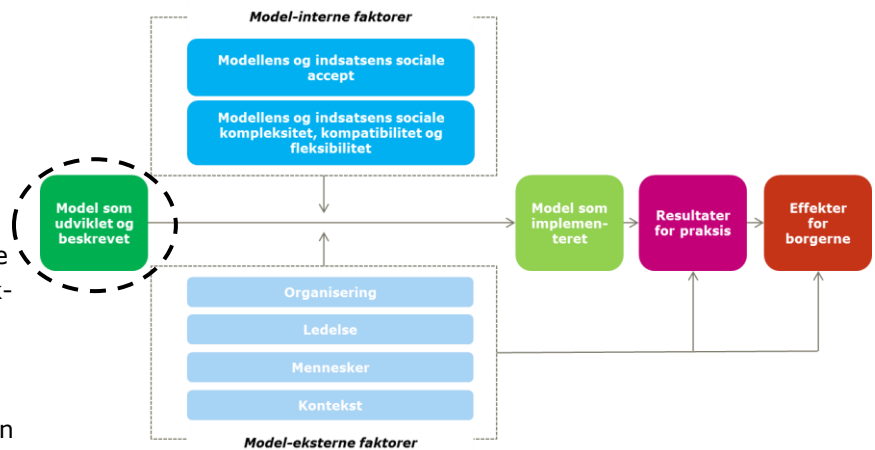 Model-interne faktorer
Modellens og indsatsens sociale
accept
Modellens og indsatsens sociale
kompleksitet, kompatibilitet og
fleksibilitet
Model som
udviklet og
beskrevet
Model som
implemen-
teret
Resultater
for praksis
Effekter
for
borgerne
e
k-
n
Organisering
Ledelse
Mennesker
Kontekst
Model-eksterne faktorer